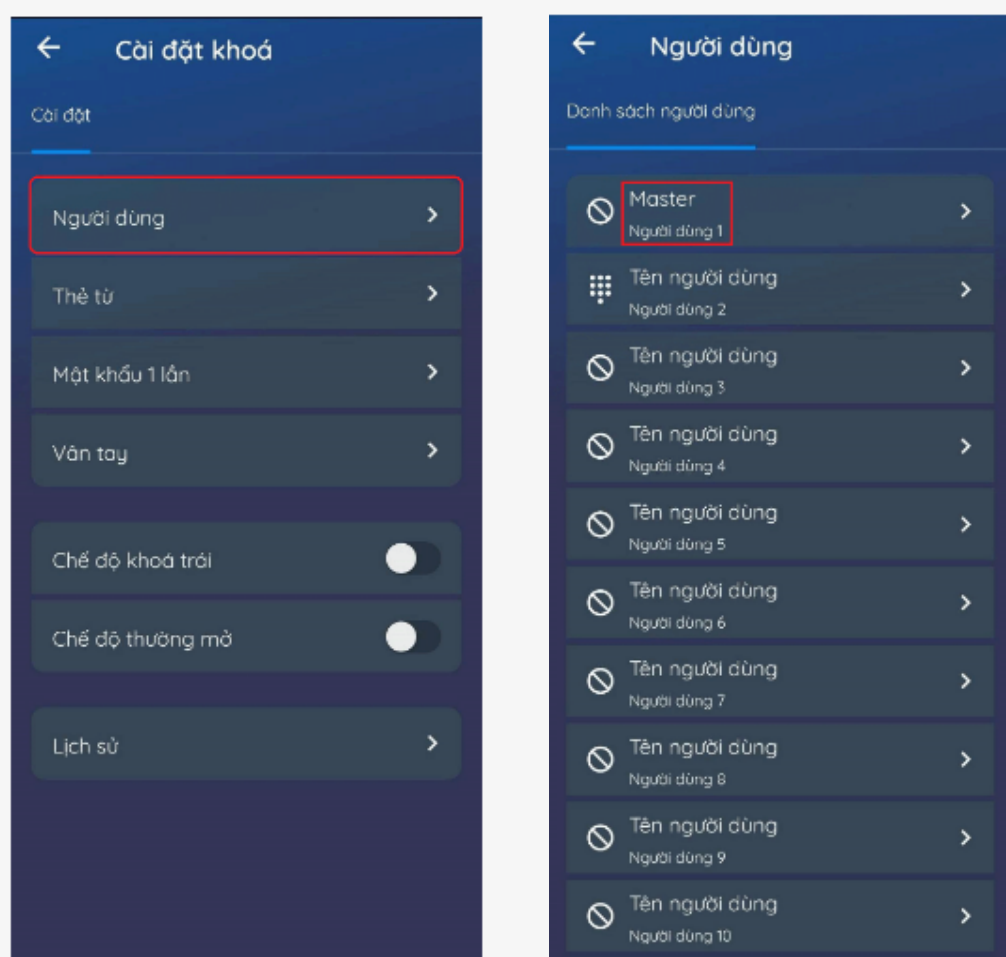 Cài đặt khoá
Cài đặt
Người dùng
Thẻ từ
Mật khẩu 1 lần
Vân tay
Chế độ khoá trái
Chế độ thường mở
Lịch sử
Người dùng
Danh sách người dùng
Master
Người dùng 1
Tên người dùng
Người dùng 2
Tên người dùng
Người dùng 3
Tên người dùng
Người dùng 4
Tên người dùng
Người dùng 5
Tên người dùng
Người dùng 6
Tên người dùng
Người dùng 7
Tên người dùng
Người dùng 8
Tên người dùng
Người dùng 9
Tên người dùng
Người dùng 10